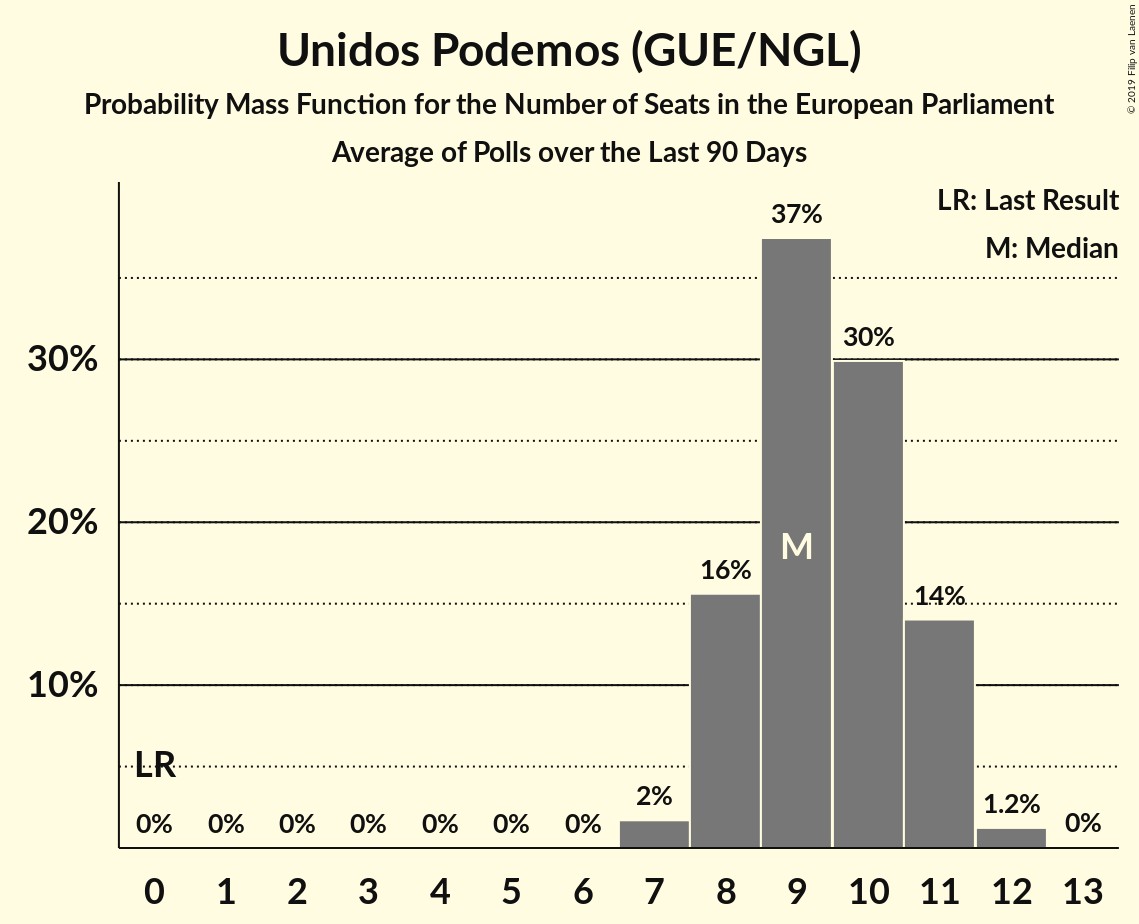 Unidos Podemos (GUE/NGL)
Probability Mass Function for the Number of Seats in the European Parliament
Average of Polls over the Last 90 Days
© 2019 Filip van Laenen
LR: Last Result
M: Median
37%
30%
30%
20%
M
16%
14%
10%
LR
0% 0% 0% 0% 0% 0% 0% 2% 1.2% 0%
0 1 2 3 4 5 6 7 8 9 10 11 12 13